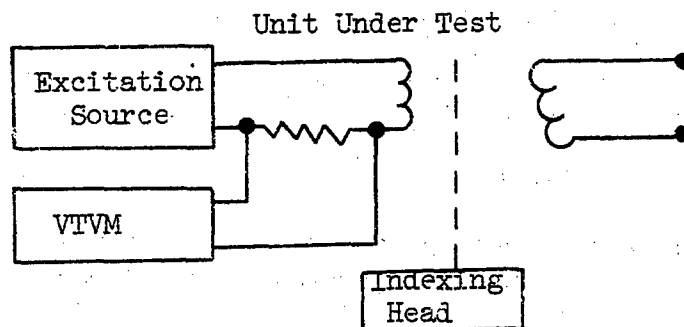 Unit Under Test
Excitation
Source
VTVM
Indexing
Head